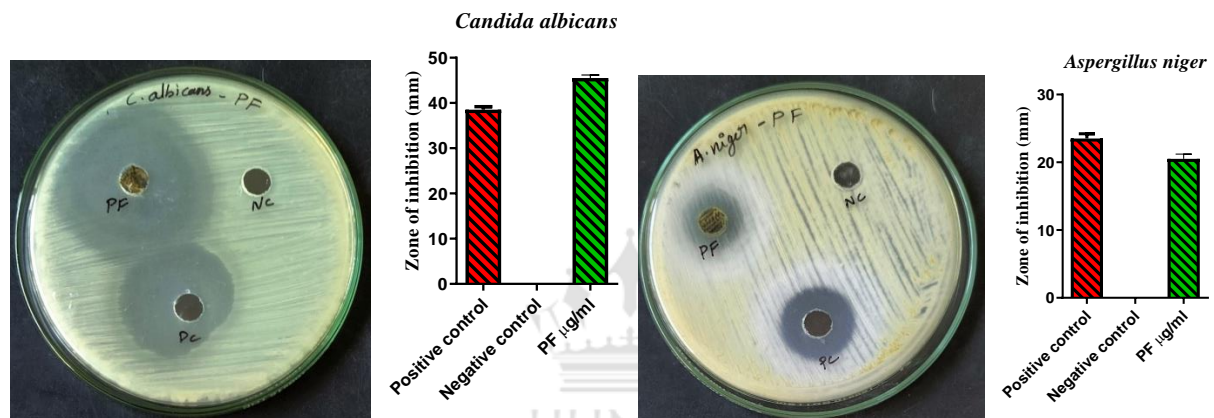 C. albicans - PF
PF
NC
PC
Candida albicans
Zone of inhibition (mm)
50
40
30
20
10
0
Positive control
Negative control
PF µg/ml
A. niger - PF
PF
NC
PC
Aspergillus niger
Zone of inhibition (mm)
30
20
10
0
Positive control
Negative control
PF µg/ml